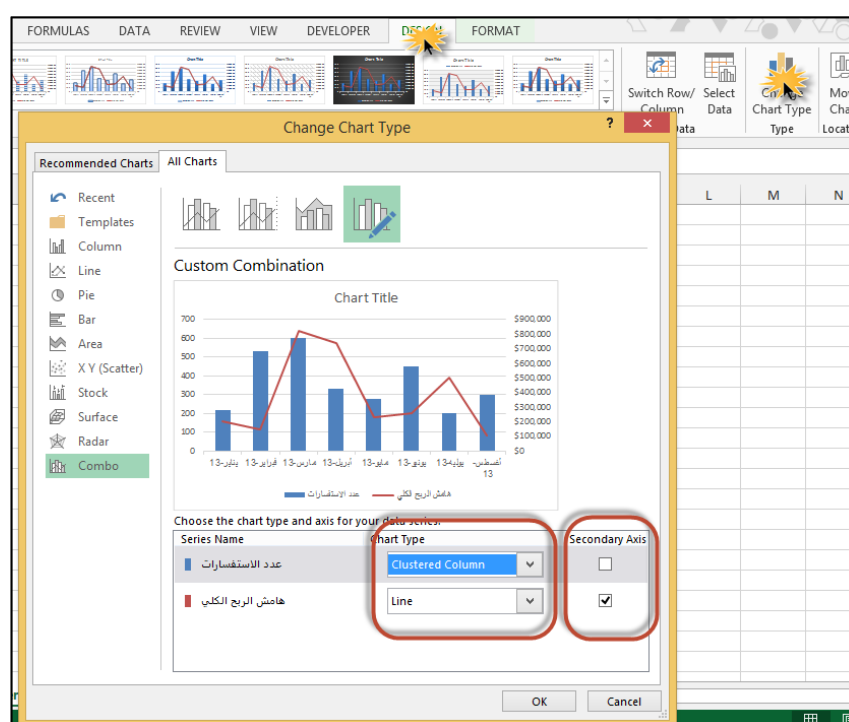 FORMULAS DATA REVIEW VIEW DEVELOPER DESIGN FORMAT
Switch Row/ Select Change
Column Data Chart Type
Type
Change Chart Type ? ×
Recommended Charts All Charts
L M N
Recent
Templates
Column
Line
Pie
Bar
Area
X Y (Scatter)
Stock
Surface
Radar
Combo
Custom Combination
Chart Title
700
600
500
400
300
200
100
0
$900,000
$800,000
$700,000
$600,000
$500,000
$400,000
$300,000
$200,000
$100,000
$0
يناير-13 فبراير-13 مارس-13 أبريل-13 مايو-13 يونيو-13 يوليه-13 أغسطس-13
عدد الاستفسارات هامش الربح الكلي
Choose the chart type and axis for your data series:
Series Name Chart Type Secondary Axis
عدد الاستفسارات Clustered Column
هامش الربح الكلي Line
OK Cancel